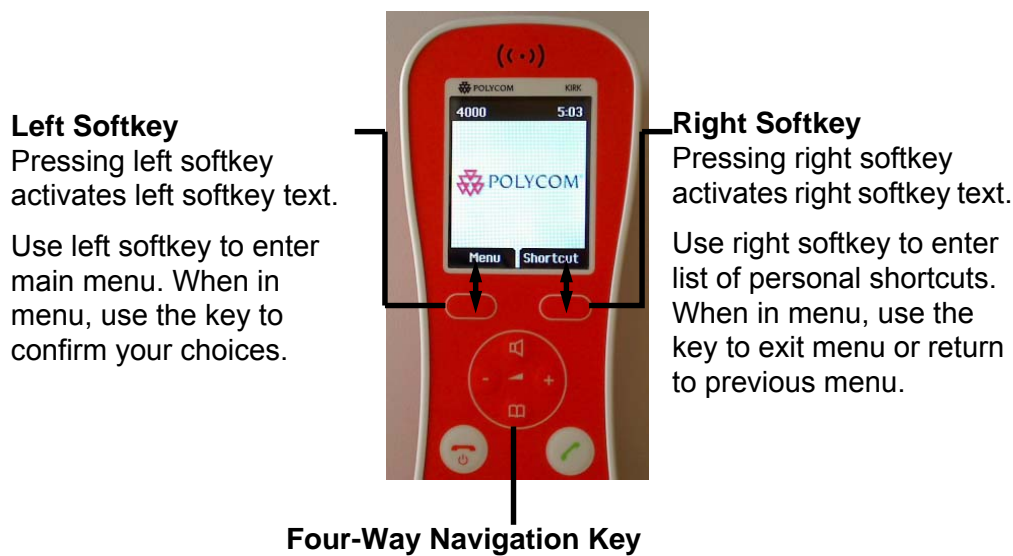 Left Softkey
Pressing left softkey
activates left softkey text.
Use left softkey to enter
main menu. When in
menu, use the key to
confirm your choices.
POLYCOM KIRK
4000 5:03
POLYCOM
Menu Shortcut
- +
Right Softkey
Pressing right softkey
activates right softkey text.
Use right softkey to enter
list of personal shortcuts.
When in menu, use the
key to exit menu or return
to previous menu.
Four-Way Navigation Key